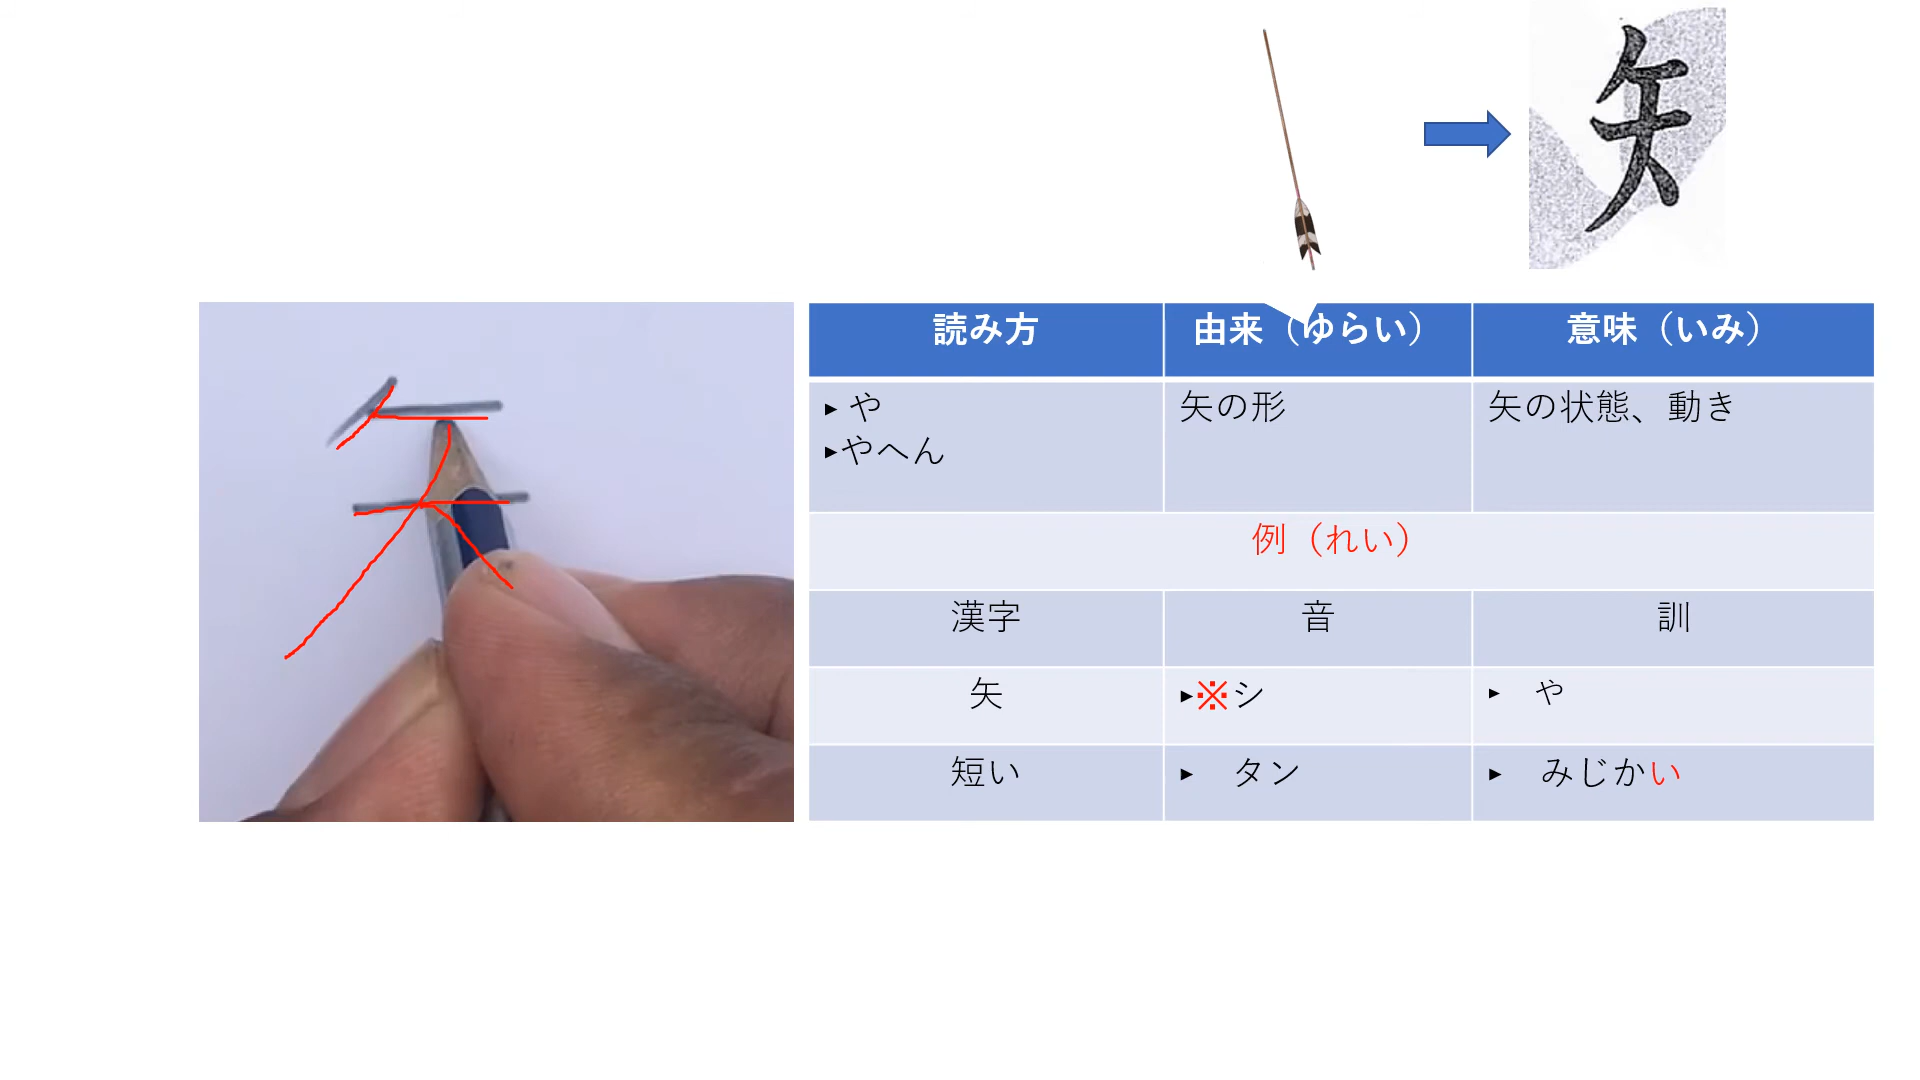 矢
読み方 由来（ゆらい） 意味（いみ）
▸ や 矢の形 矢の状態、動き
▸やへん
例（れい）
漢字 音 訓
矢 ▸※シ ▸ や
短い ▸ タン ▸ みじかい